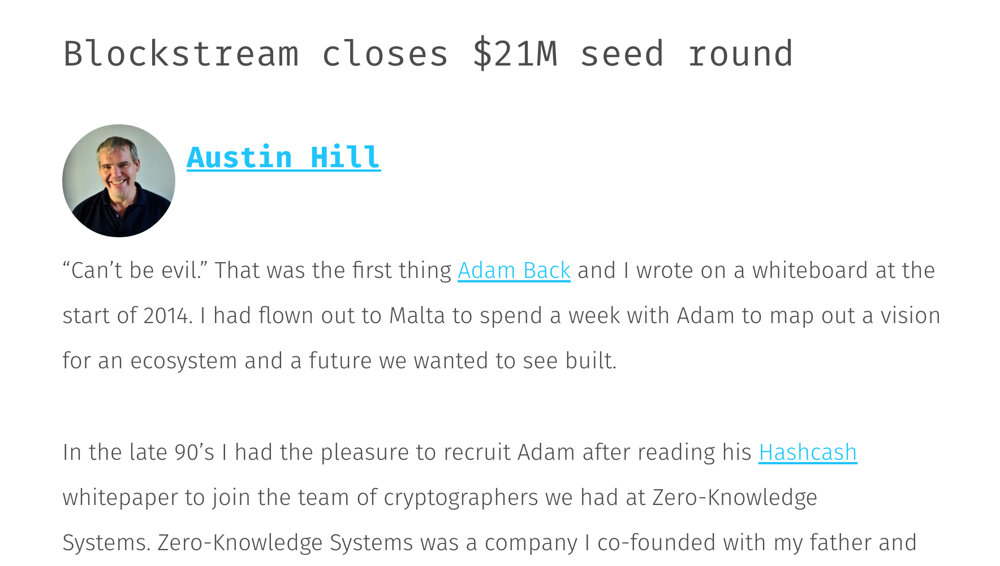 Blockstream closes $21M seed round
Austin Hill
“Can’t be evil.” That was the first thing Adam Back and I wrote on a whiteboard at the
start of 2014. I had flown out to Malta to spend a week with Adam to map out a vision
for an ecosystem and a future we wanted to see built.
In the late 90’s I had the pleasure to recruit Adam after reading his Hashcash
whitepaper to join the team of cryptographers we had at Zero-Knowledge
Systems. Zero-Knowledge Systems was a company I co-founded with my father and